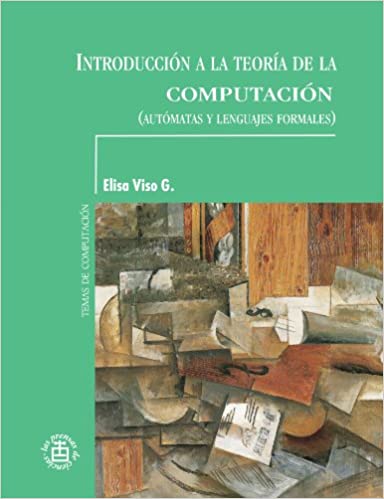 INTRODUCCIÓN A LA TEORÍA DE LA
COMPUTACIÓN
(AUTÓMATAS Y LENGUAJES FORMALES)
Elisa Viso G.
TEMAS DE COMPUTACIÓN
las prensas de ciencias